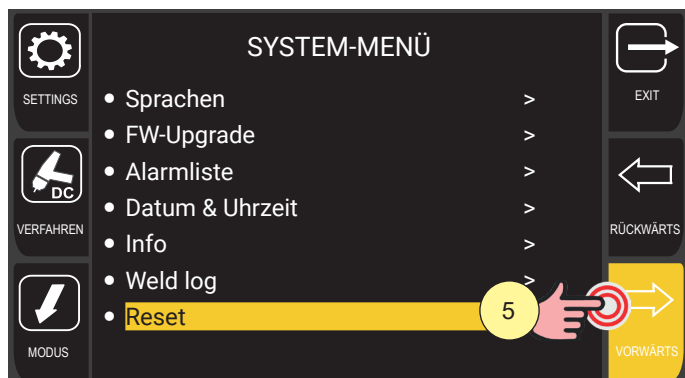 SYSTEM-MENÜ
SETTINGS
DC
VERFAHREN
MODUS
Sprachen >
FW-Upgrade >
Alarmliste >
Datum & Uhrzeit >
Info >
Weld log >
Reset
5
EXIT
RÜCKWÄRTS
VORWÄRTS